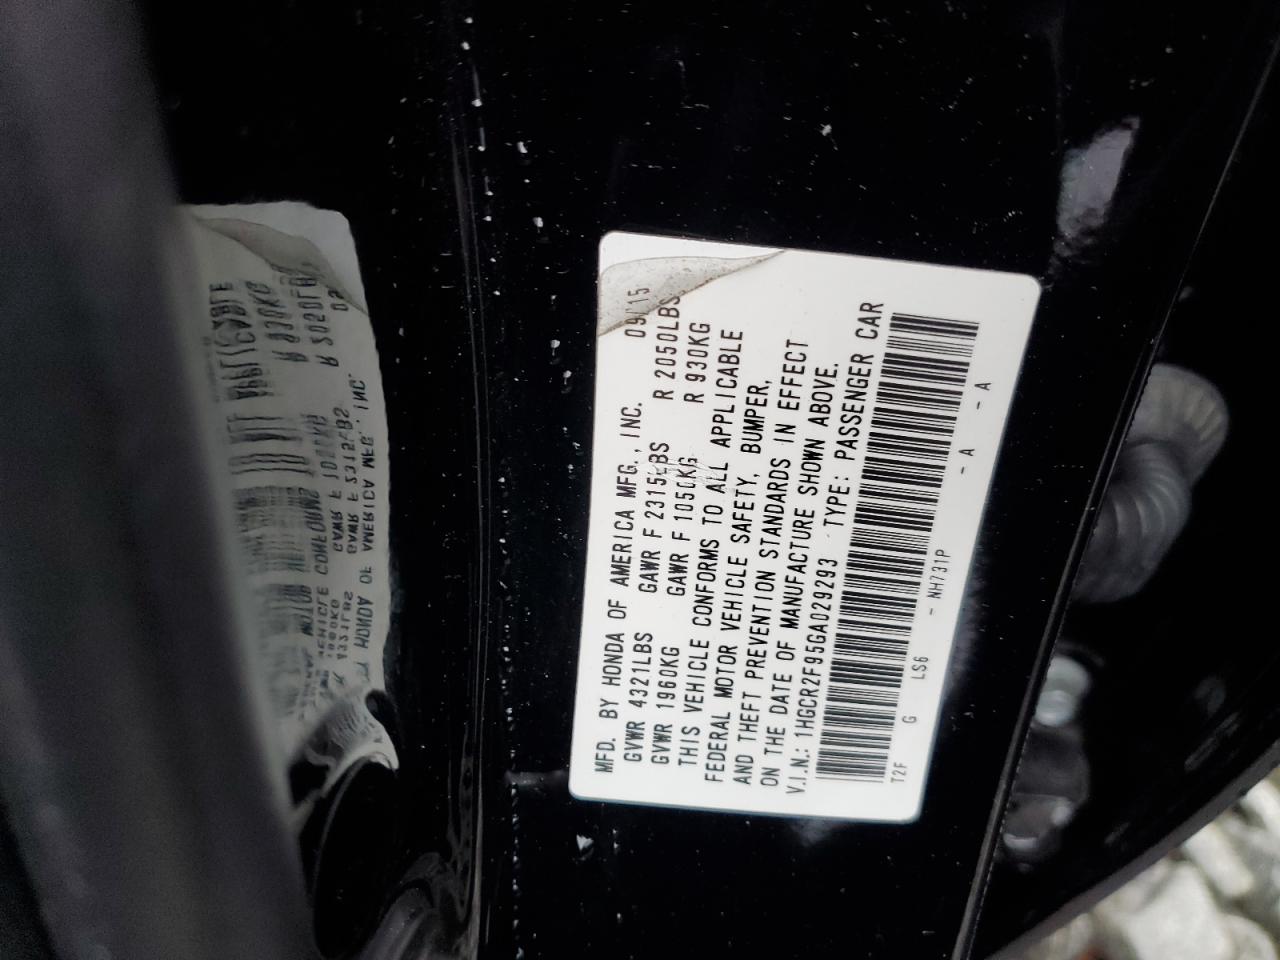 MFD. BY HONDA OF AMERICA MFG., INC. 09/15
GVWR 4321LBS GAWR F 2315LBS R 2050LBS
GVWR 1960KG GAWR F 1050KG R 930KG
THIS VEHICLE CONFORMS TO ALL APPLICABLE
FEDERAL MOTOR VEHICLE SAFETY, BUMPER,
AND THEFT PREVENTION STANDARDS IN EFFECT
ON THE DATE OF MANUFACTURE SHOWN ABOVE.
V.I.N.: 1HGCR2F95GA029293 TYPE: PASSENGER CAR
T2F G LS6 - NH731P - A - A